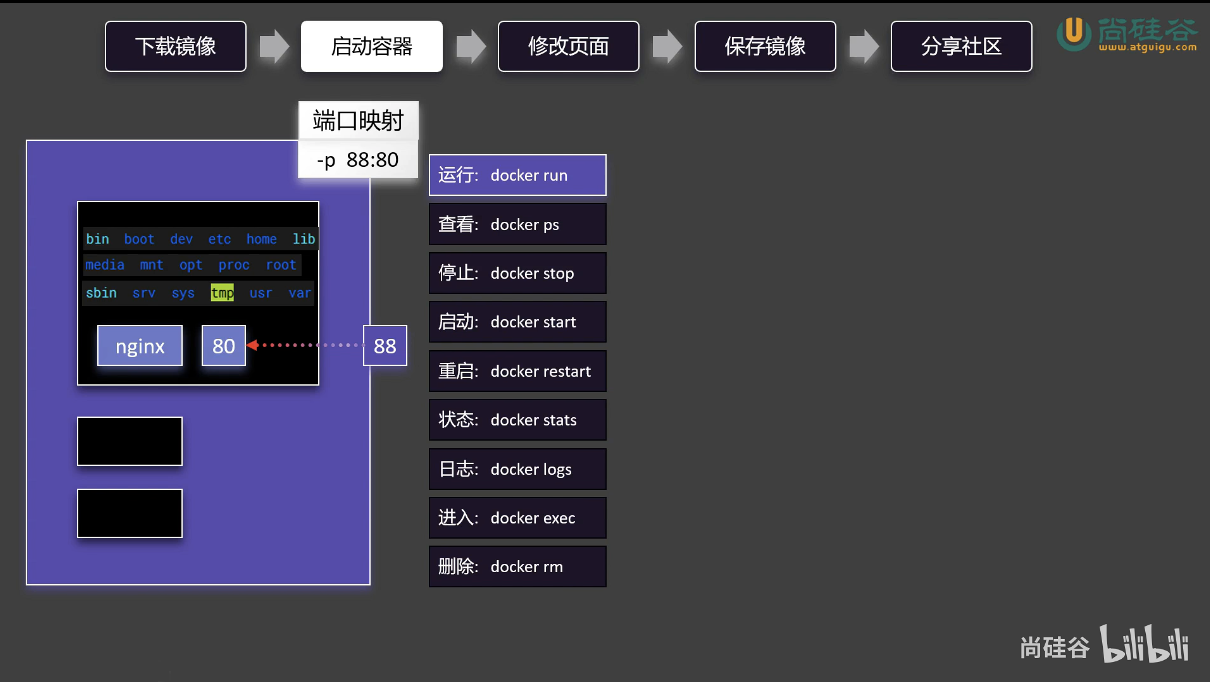 下载镜像
启动容器
修改页面
保存镜像
分享社区
尚硅谷
www.atguigu.com
端口映射
-p 88:80
bin boot dev etc home lib
media mnt opt proc root
sbin srv sys tmp usr var
nginx
80
88
运行: docker run
查看: docker ps
停止: docker stop
启动: docker start
重启: docker restart
状态: docker stats
日志: docker logs
进入: docker exec
删除: docker rm
尚硅谷 bilibili